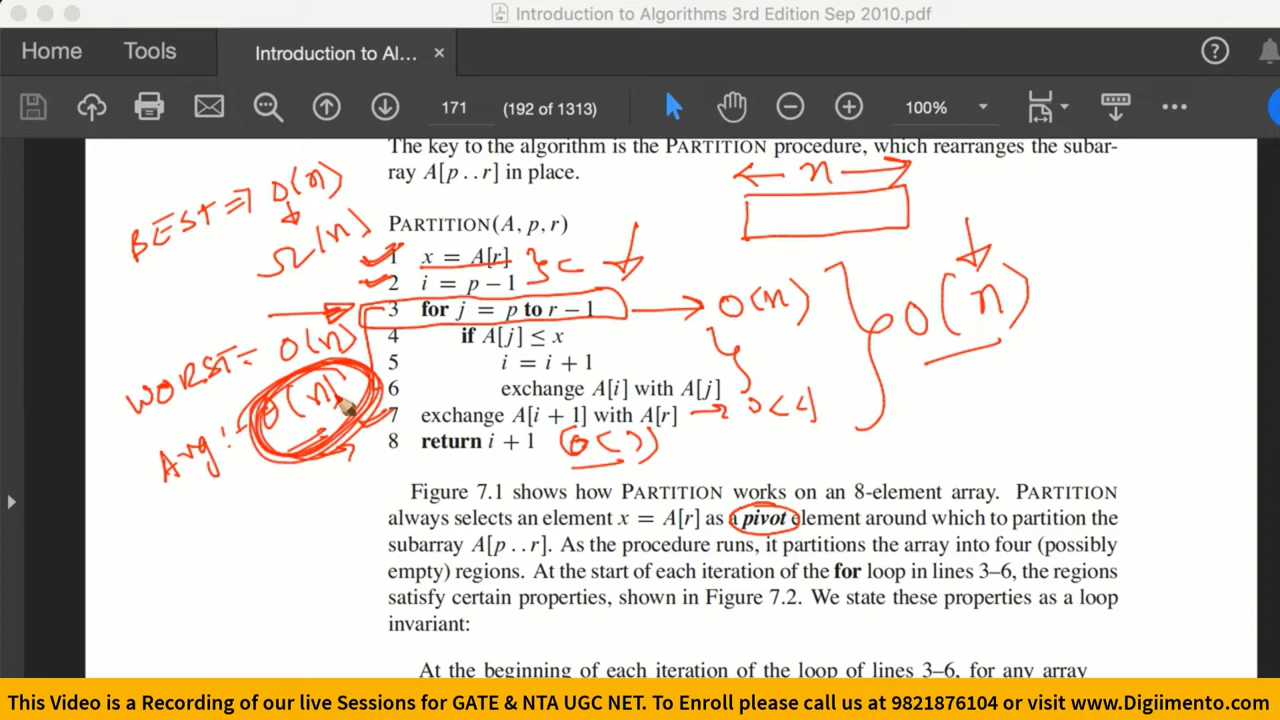 Introduction to Algorithms 3rd Edition Sep 2010.pdf
Home Tools Introduction to Al... ×
171 (192 of 1313) 100%
The key to the algorithm is the PARTITION procedure, which rearranges the subar-
ray A[p . . r] in place.
n
BEST ⇒ O(n)
Ω(n)
PARTITION(A, p, r)
1 x = A[r] } C
2 i = p − 1
3 for j = p to r − 1 → O(n)
O(n)
4 if A[j] ≤ x
WORST = O(n)
5 i = i + 1
6 exchange A[i] with A[j]
Avg:- Θ(n)
7 exchange A[i + 1] with A[r] →
8 return i + 1 Θ( )
Figure 7.1 shows how PARTITION works on an 8-element array. PARTITION
always selects an element x = A[r] as a pivot element around which to partition the
subarray A[p . . r]. As the procedure runs, it partitions the array into four (possibly
empty) regions. At the start of each iteration of the for loop in lines 3–6, the regions
satisfy certain properties, shown in Figure 7.2. We state these properties as a loop
invariant:
At the beginning of each iteration of the loop of lines 3–6, for any array
This Video is a Recording of our live Sessions for GATE & NTA UGC NET. To Enroll please call us at 9821876104 or visit www.Digiimento.com